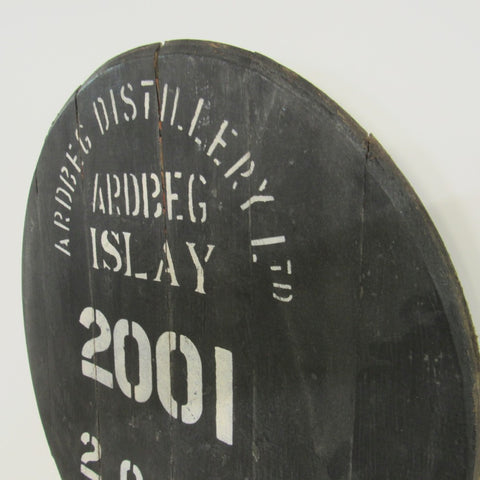 ARDBEG DISTILLERY LTD
ARDBEG
ISLAY
2001